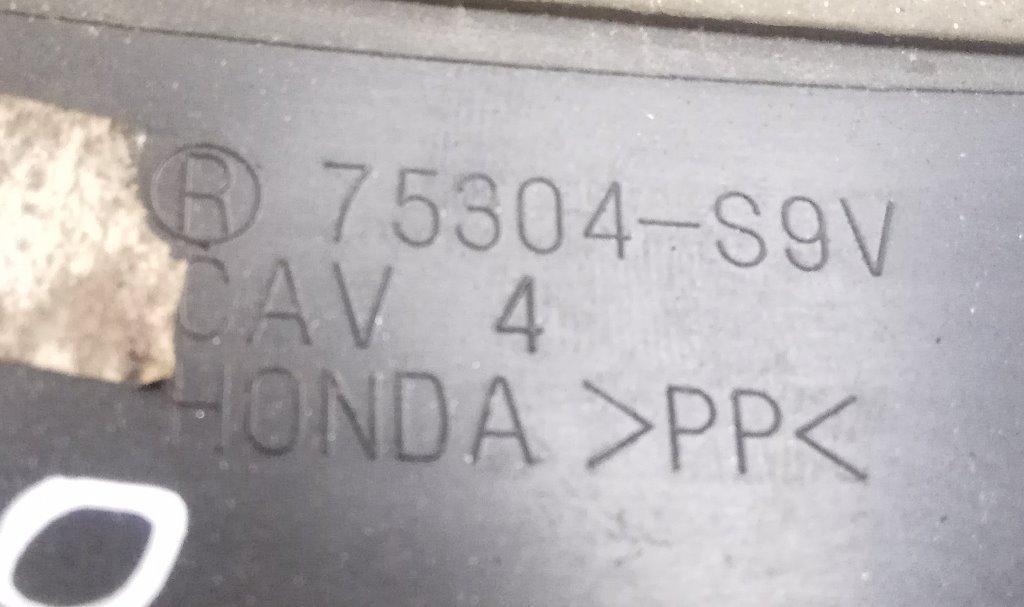 Ⓡ 75304-S9V
CAV 4
HONDA >PP<